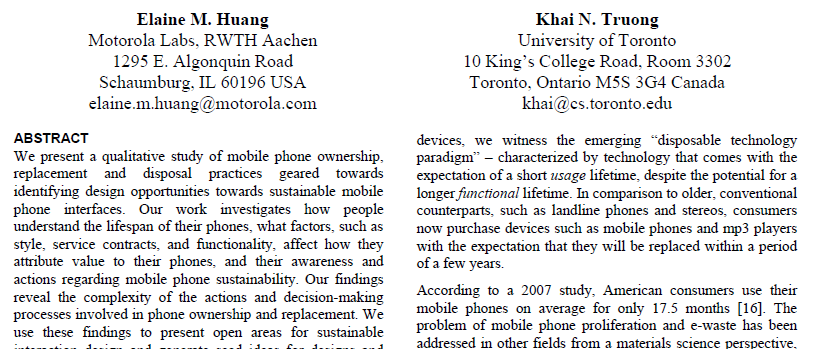 Elaine M. Huang
Motorola Labs, RWTH Aachen
1295 E. Algonquin Road
Schaumburg, IL 60196 USA
elaine.m.huang@motorola.com
Khai N. Truong
University of Toronto
10 King's College Road, Room 3302
Toronto, Ontario M5S 3G4 Canada
khai@cs.toronto.edu
ABSTRACT
We present a qualitative study of mobile phone ownership,
replacement and disposal practices geared towards
identifying design opportunities towards sustainable mobile
phone interfaces. Our work investigates how people
understand the lifespan of their phones, what factors, such as
style, service contracts, and functionality, affect how they
attribute value to their phones, and their awareness and
actions regarding mobile phone sustainability. Our findings
reveal the complexity of the actions and decision-making
processes involved in phone ownership and replacement. We
use these findings to present open areas for sustainable
devices, we witness the emerging “disposable technology
paradigm” – characterized by technology that comes with the
expectation of a short usage lifetime, despite the potential for a
longer functional lifetime. In comparison to older, conventional
counterparts, such as landline phones and stereos, consumers
now purchase devices such as mobile phones and mp3 players
with the expectation that they will be replaced within a period
of a few years.
According to a 2007 study, American consumers use their
mobile phones on average for only 17.5 months [16]. The
problem of mobile phone proliferation and e-waste has been
addressed in other fields from a materials science perspective,